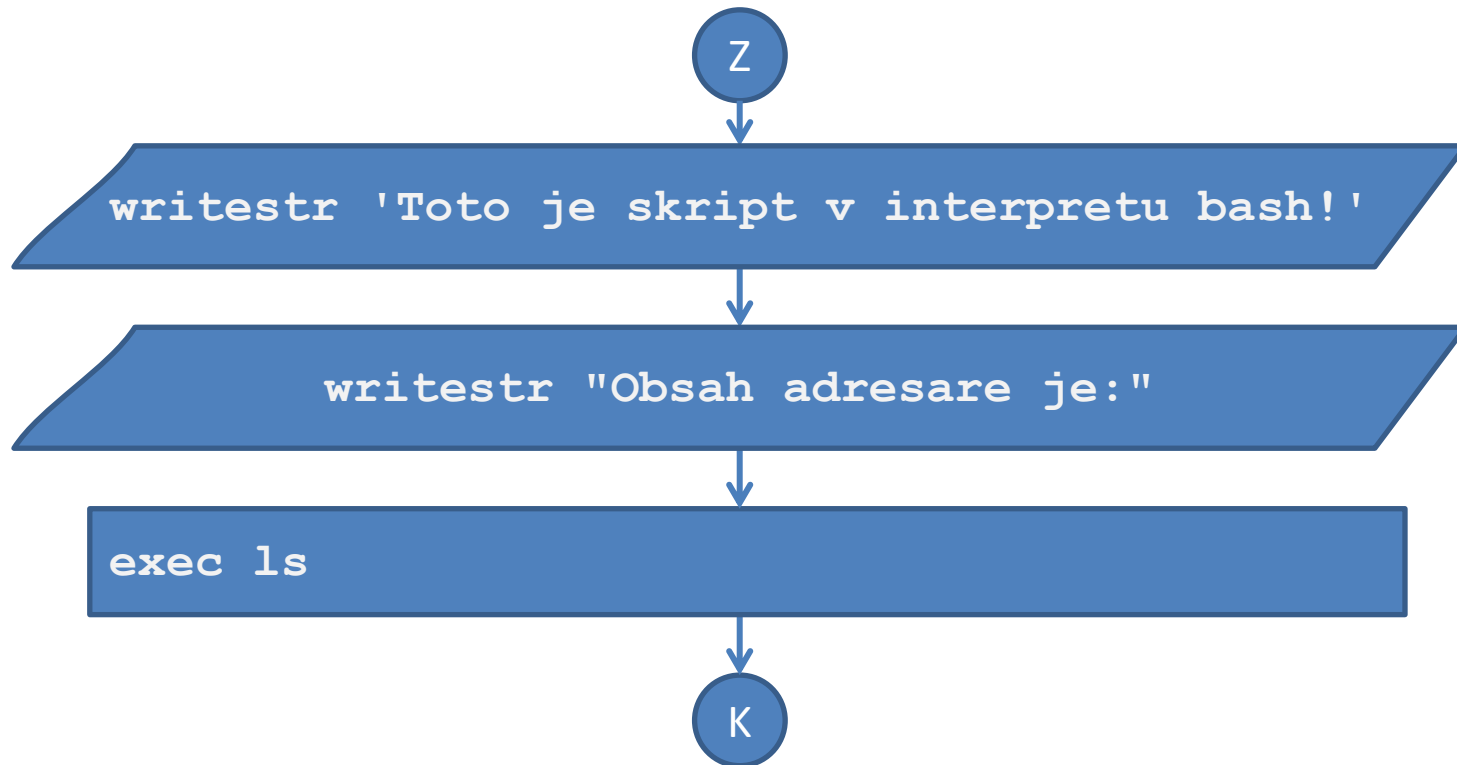 Z
writestr 'Toto je skript v interpretu bash!'
writestr "Obsah adresare je:"
exec ls
K